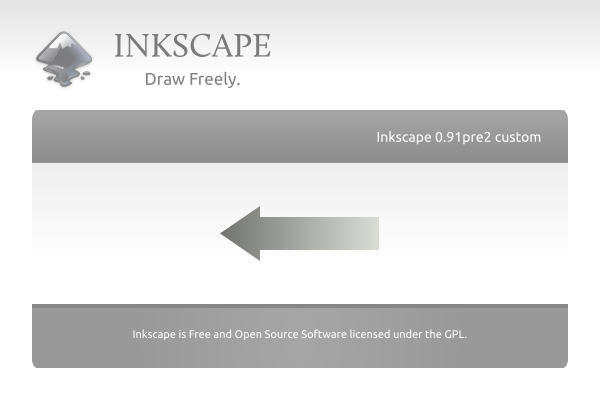 INKSCAPE
Draw Freely.
Inkscape 0.91pre2 custom
Inkscape is Free and Open Source Software licensed under the GPL.